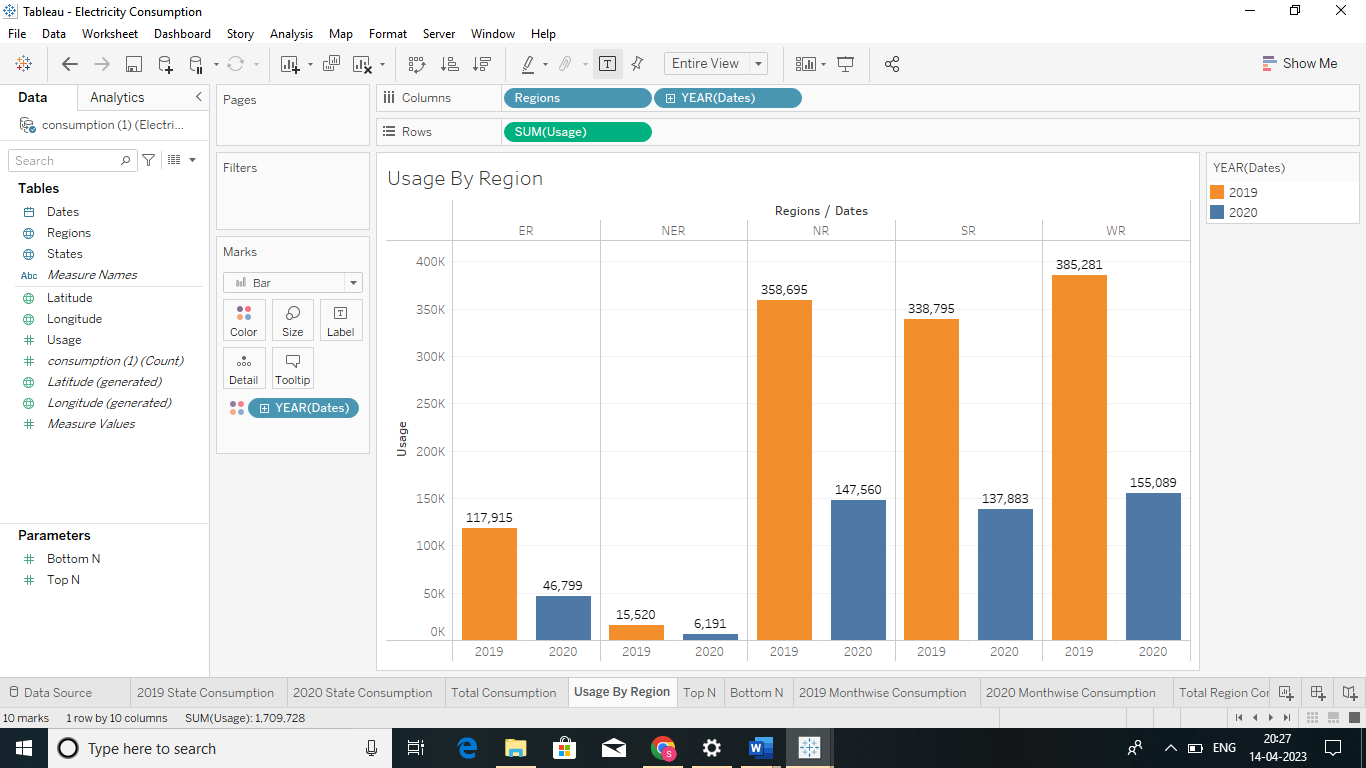 Tableau - Electricity Consumption
File Data Worksheet Dashboard Story Analysis Map Format Server Window Help
Entire View
Show Me
Data Analytics
consumption (1) (Electri...
Search
Tables
Dates
Regions
States
Abc Measure Names
Latitude
Longitude
Usage
consumption (1) (Count)
Latitude (generated)
Longitude (generated)
Measure Values
Parameters
Bottom N
Top N
Pages
Filters
Marks
Bar
Color Size Label
Detail Tooltip
YEAR(Dates)
Columns Regions YEAR(Dates)
Rows SUM(Usage)
Usage By Region
Regions / Dates
ER NER NR SR WR
Usage
400K
350K
300K
250K
200K
150K
100K
50K
0K
117,915
46,799
15,520
6,191
358,695
147,560
338,795
137,883
385,281
155,089
2019 2020 2019 2020 2019 2020 2019 2020 2019 2020
YEAR(Dates)
2019
2020
Data Source 2019 State Consumption 2020 State Consumption Total Consumption Usage By Region Top N Bottom N 2019 Monthwise Consumption 2020 Monthwise Consumption Total Region Cor
10 marks 1 row by 10 columns SUM(Usage): 1,709,728
Type here to search
S
W
ENG
20:27
14-04-2023